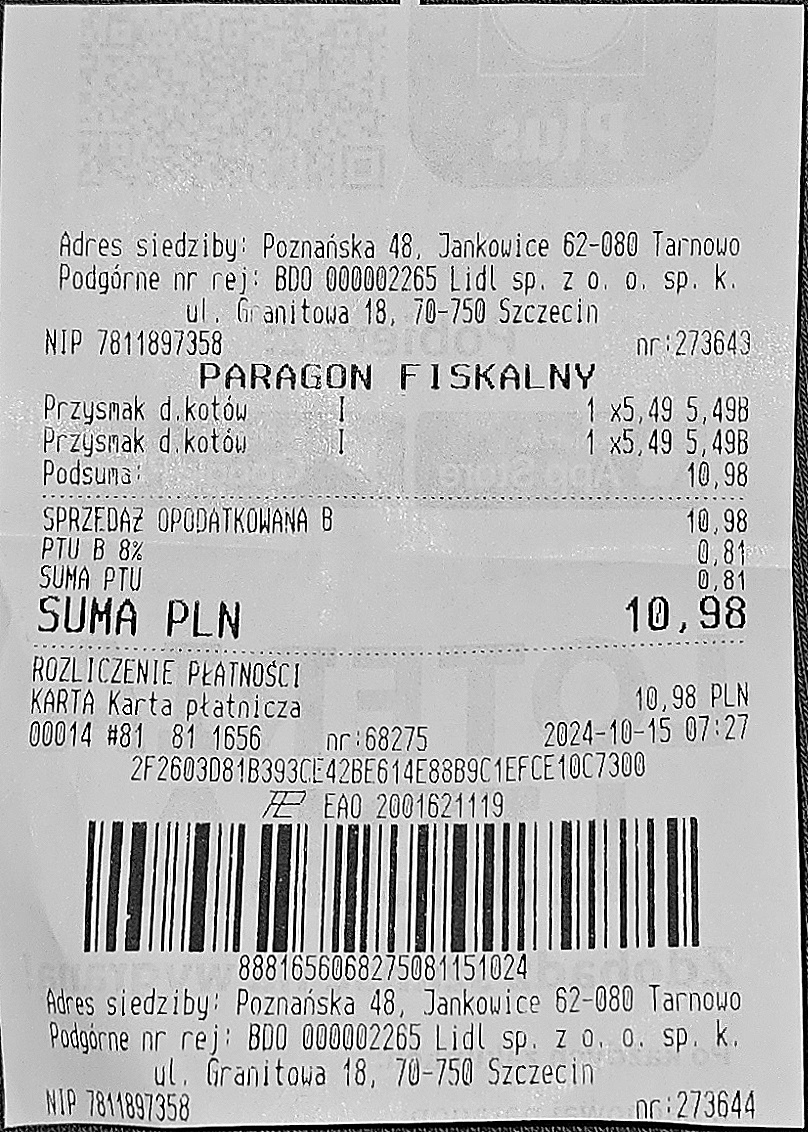 Plus
Adres siedziby: Poznańska 48, Jankowice 62-080 Tarnowo
Podgórne nr rej: BDO 000002265 Lidl sp. z o. o. sp. k.
ul. Granitowa 18, 70-750 Szczecin
NIP 7811897358 nr:273643
PARAGON FISKALNY
Przysmak d.kotów I 1 x5,49 5,49B
Przysmak d.kotów I 1 x5,49 5,49B
Podsuma: 10,98
SPRZEDAŻ OPODATKOWANA B 10,98
PTU B 8% 0,81
SUMA PTU 0,81
SUMA PLN 10,98
ROZLICZENIE PŁATNOŚCI
KARTA Karta płatnicza 10,98 PLN
00014 #81 81 1656 nr:68275 2024-10-15 07:27
2F2603D81B393CE42BE614E88B9C1EFCE10C7300
EAO 2001621119
88816560682750811​51024
Adres siedziby: Poznańska 48, Jankowice 62-080 Tarnowo
Podgórne nr rej: BDO 000002265 Lidl sp. z o. o. sp. k.
ul. Granitowa 18, 70-750 Szczecin
NIP 7811897358 nr:273644